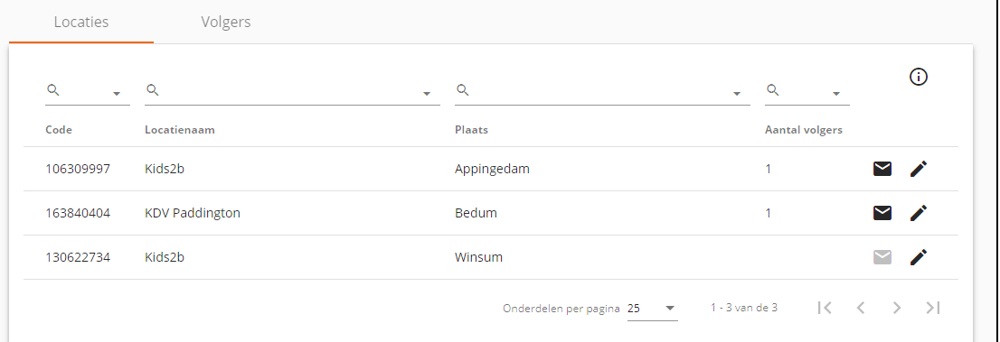 Locaties Volgers
Code Locatienaam Plaats Aantal volgers
106309997 Kids2b Appingedam 1
163840404 KDV Paddington Bedum 1
130622734 Kids2b Winsum
Onderdelen per pagina 25 1 - 3 van de 3